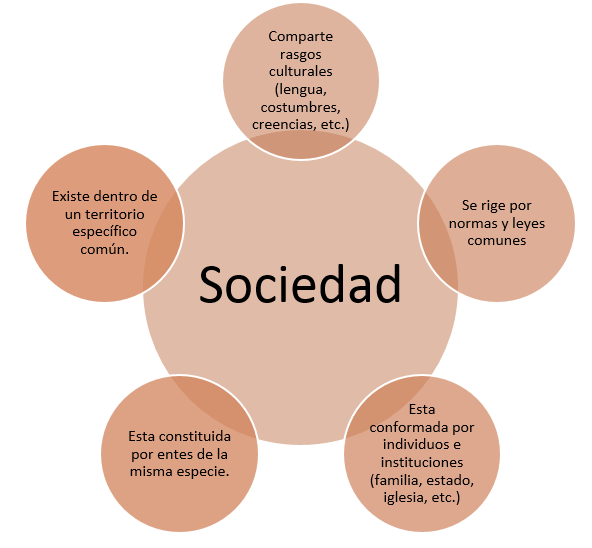 Comparte
rasgos
culturales
(lengua,
costumbres,
creencias, etc.)
Existe dentro de
un territorio
específico
común.
Se rige por
normas y leyes
comunes
Sociedad
Esta constituida
por entes de la
misma especie.
Esta
conformada por
individuos e
instituciones
(familia, estado,
iglesia, etc.)